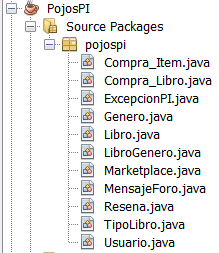 PojosPI
Source Packages
pojospi
Compra_Item.java
Compra_Libro.java
ExcepcionPI.java
Genero.java
Libro.java
LibroGenero.java
Marketplace.java
MensajeForo.java
Resena.java
TipoLibro.java
Usuario.java